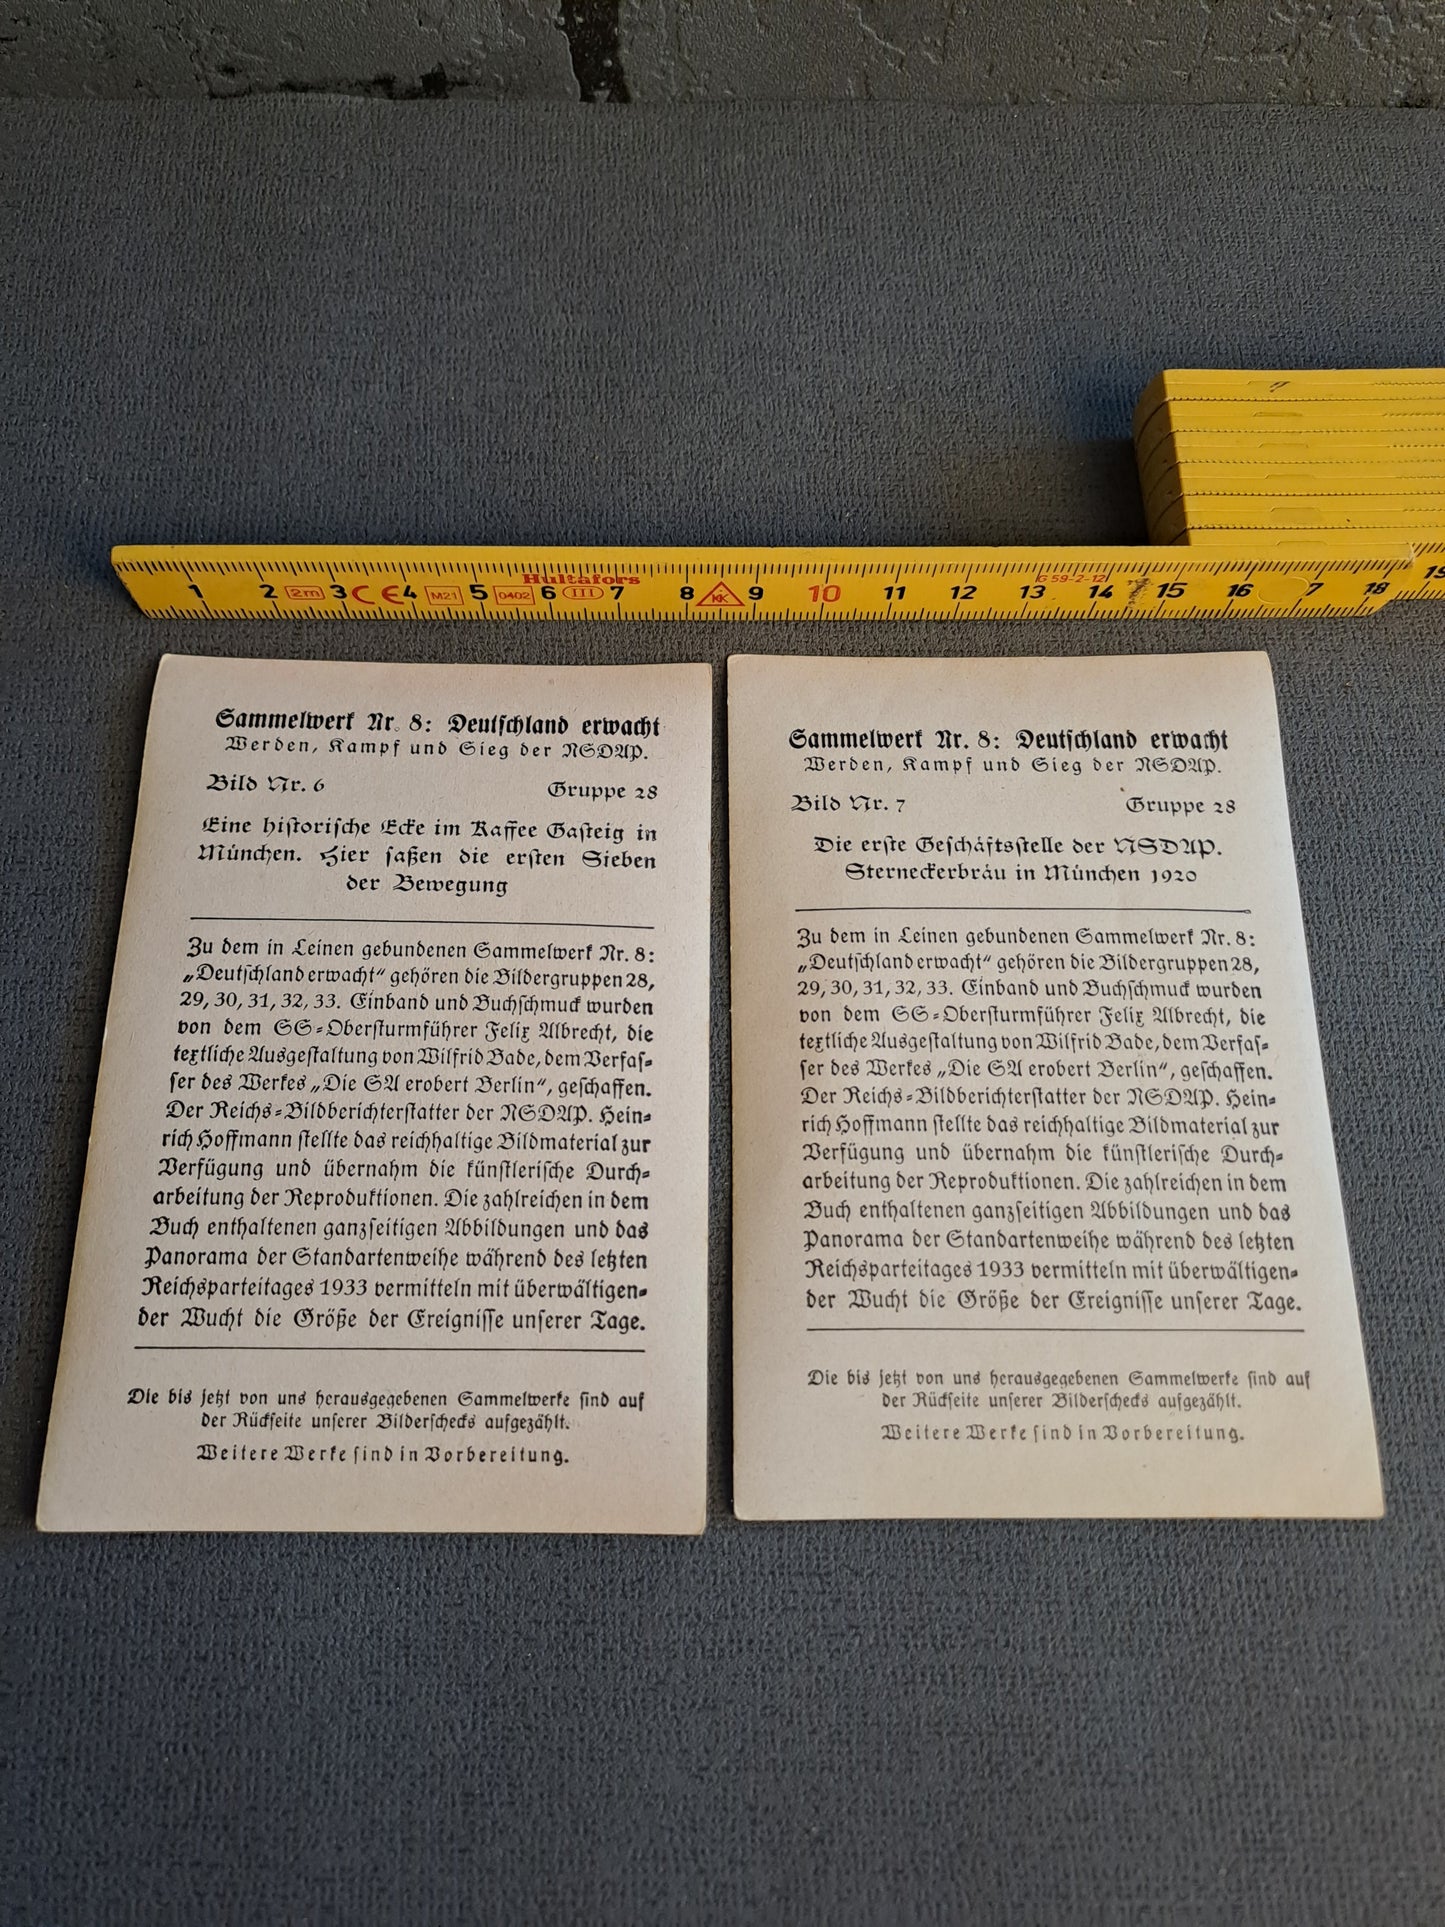 1 2 2m 3 CE 4 M21 5 0402 6 III 7 8 KK 9 10 11 12 13 14 15 16 7 18 19
Hultafors
G 59-2-12
Sammelwerk Nr. 8: Deutschland erwacht
Werden, Kampf und Sieg der NSDAP.
Bild Nr. 6 Gruppe 28
Eine historische Ecke im Kaffee Gasteig in
München. Hier saßen die ersten Sieben
der Bewegung
Zu dem in Leinen gebundenen Sammelwerk Nr. 8:
„Deutschland erwacht“ gehören die Bildergruppen 28,
29, 30, 31, 32, 33. Einband und Buchschmuck wurden
von dem SS-Obersturmführer Felix Albrecht, die
textliche Ausgestaltung von Wilfrid Bade, dem Verfas-
ser des Werkes „Die SA erobert Berlin“, geschaffen.
Der Reichs-Bildberichterstatter der NSDAP. Hein-
rich Hoffmann stellte das reichhaltige Bildmaterial zur
Verfügung und übernahm die künstlerische Durch-
arbeitung der Reproduktionen. Die zahlreichen in dem
Buch enthaltenen ganzseitigen Abbildungen und das
Panorama der Standartenweihe während des letzten
Reichsparteitages 1933 vermitteln mit überwältigen-
der Wucht die Größe der Ereignisse unserer Tage.
Die bis jetzt von uns herausgegebenen Sammelwerke sind auf
der Rückseite unserer Bilderschecks aufgezählt.
Weitere Werke sind in Vorbereitung.
Sammelwerk Nr. 8: Deutschland erwacht
Werden, Kampf und Sieg der NSDAP.
Bild Nr. 7 Gruppe 28
Die erste Geschäftsstelle der NSDAP.
Sterneckerbräu in München 1920
Zu dem in Leinen gebundenen Sammelwerk Nr. 8:
„Deutschland erwacht“ gehören die Bildergruppen 28,
29, 30, 31, 32, 33. Einband und Buchschmuck wurden
von dem SS-Obersturmführer Felix Albrecht, die
textliche Ausgestaltung von Wilfrid Bade, dem Verfas-
ser des Werkes „Die SA erobert Berlin“, geschaffen.
Der Reichs-Bildberichterstatter der NSDAP. Hein-
rich Hoffmann stellte das reichhaltige Bildmaterial zur
Verfügung und übernahm die künstlerische Durch-
arbeitung der Reproduktionen. Die zahlreichen in dem
Buch enthaltenen ganzseitigen Abbildungen und das
Panorama der Standartenweihe während des letzten
Reichsparteitages 1933 vermitteln mit überwältigen-
der Wucht die Größe der Ereignisse unserer Tage.
Die bis jetzt von uns herausgegebenen Sammelwerke sind auf
der Rückseite unserer Bilderschecks aufgezählt.
Weitere Werke sind in Vorbereitung.